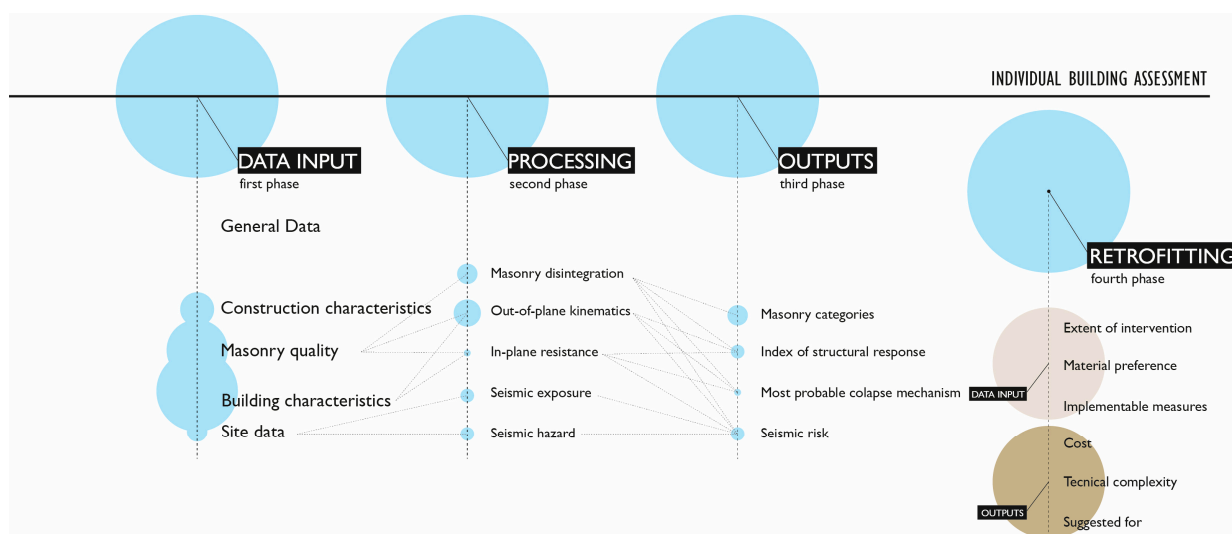 INDIVIDUAL BUILDING ASSESSMENT
DATA INPUT
first phase
General Data
Construction characteristics
Masonry quality
Building characteristics
Site data
PROCESSING
second phase
Masonry disintegration
Out-of-plane kinematics
In-plane resistance
Seismic exposure
Seismic hazard
OUTPUTS
third phase
Masonry categories
Index of structural response
Most probable colapse mechanism
Seismic risk
RETROFITTING
fourth phase
DATA INPUT
Extent of intervention
Material preference
Implementable measures
OUTPUTS
Cost
Tecnical complexity
Suggested for